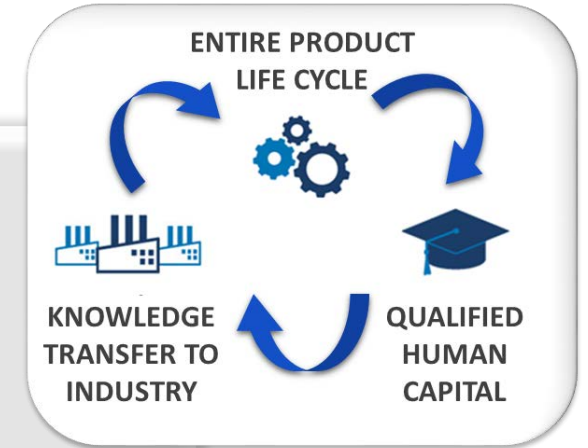 ENTIRE PRODUCT
LIFE CYCLE
KNOWLEDGE
TRANSFER TO
INDUSTRY
QUALIFIED
HUMAN
CAPITAL